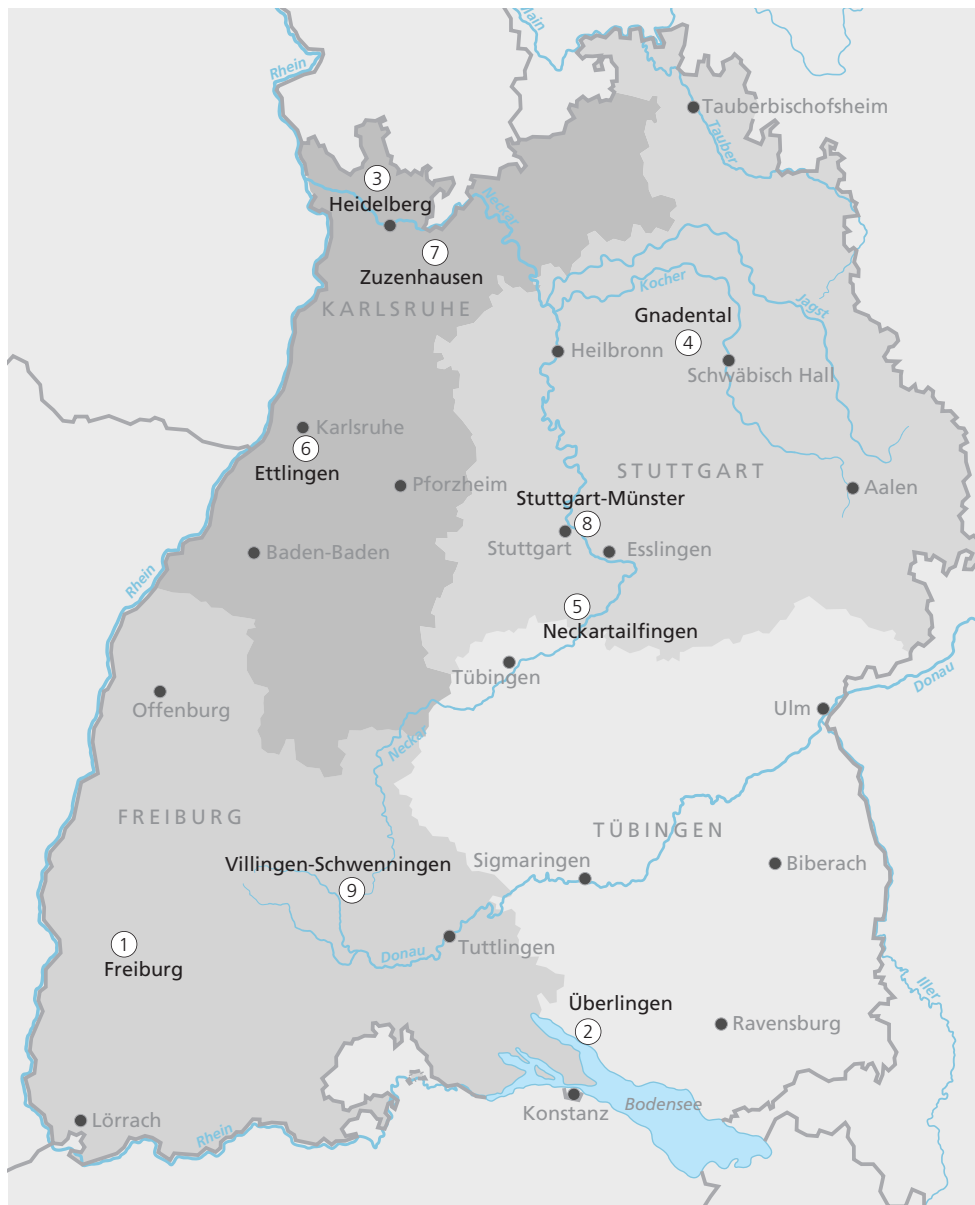 Main
Rhein
Tauberbischofsheim
Tauber
3
Heidelberg
Neckar
7
Zuzenhausen
KARLSRUHE
Kocher
Jagst
Gnadental
4
Heilbronn
Schwäbisch Hall
Karlsruhe
6
Ettlingen
STUTTGART
Pforzheim
Aalen
Stuttgart-Münster
8
Stuttgart
Esslingen
Baden-Baden
Rhein
5
Neckartailfingen
Tübingen
Donau
Offenburg
Ulm
Neckar
FREIBURG
TÜBINGEN
Villingen-Schwenningen
9
Sigmaringen
Biberach
1
Freiburg
Donau
Tuttlingen
Iller
Überlingen
2
Ravensburg
Konstanz
Bodensee
Lörrach
Rhein